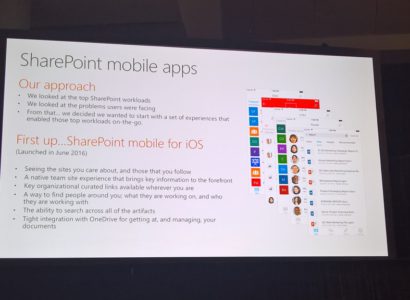 SharePoint mobile apps
Our approach
We looked at the top SharePoint workloads
We looked at the problems users were facing
From that... we decided we wanted to start with a set of experiences that
enabled those top workloads on-the-go.
First up...SharePoint mobile for iOS
(Launched in June 2016)
Seeing the sites you care about, and those that you follow
A native team site experience that brings key information to the forefront
Key organizational curated links available wherever you are
A way to find people around you; what they are working on, and who
they are working with
The ability to search across all of the artifacts
Tight integration with OneDrive for getting at, and managing, your
documents